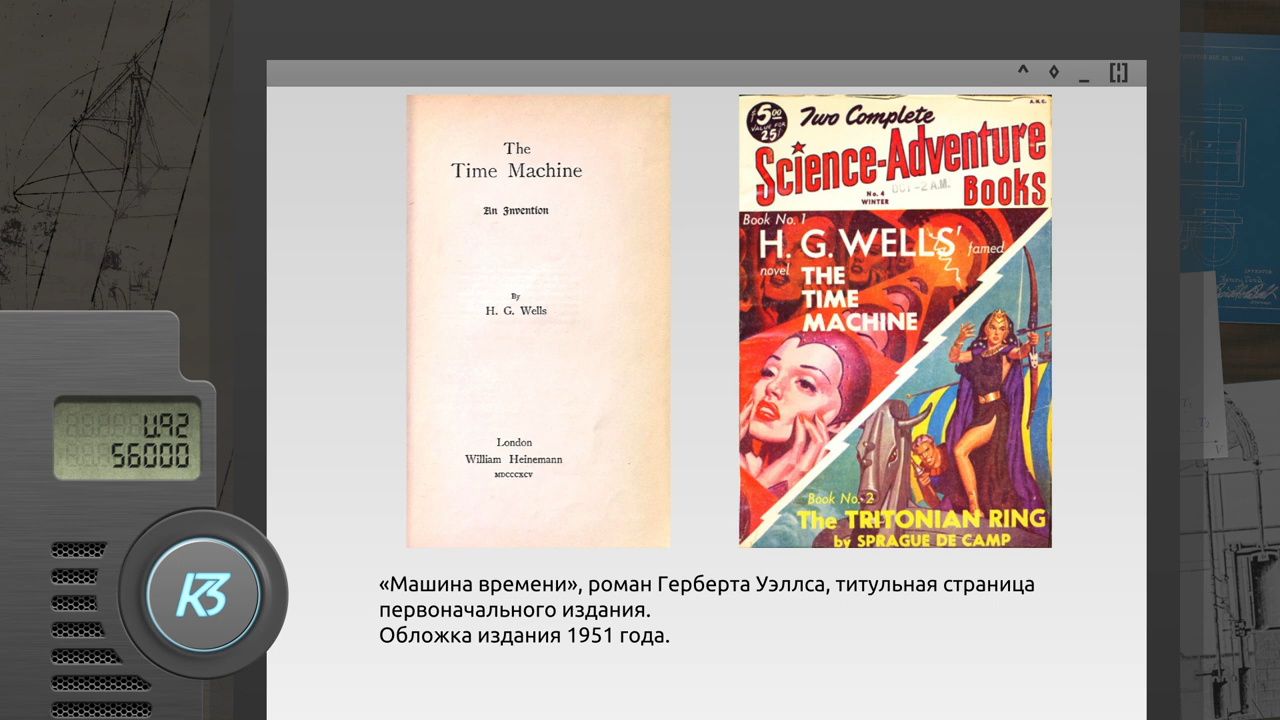 ^ ◊ _ [¦]
The
Time Machine
An Invention
By
H. G. Wells
London
William Heinemann
MDCCCXCV
A.N.C.
$5.00
VALUE FOR
25¢
Two Complete
Science-Adventure
Books
No. 4
WINTER
OCT -2 A.M.
Book No. 1
H. G. WELLS' famed
novel THE
TIME
MACHINE
Book No. 2
The TRITONIAN RING
by SPRAGUE DE CAMP
«Машина времени», роман Герберта Уэллса, титульная страница
первоначального издания.
Обложка издания 1951 года.
U.92
56000
K3